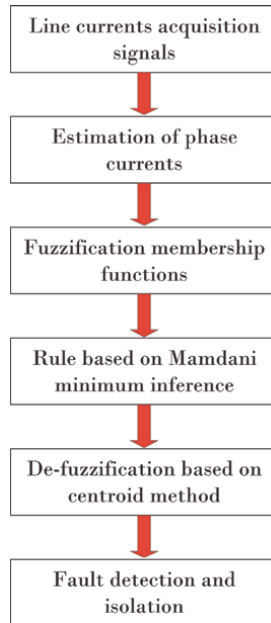 Line currents acquisition
signals
Estimation of phase
currents
Fuzzification membership
functions
Rule based on Mamdani
minimum inference
De-fuzzification based on
centroid method
Fault detection and
isolation